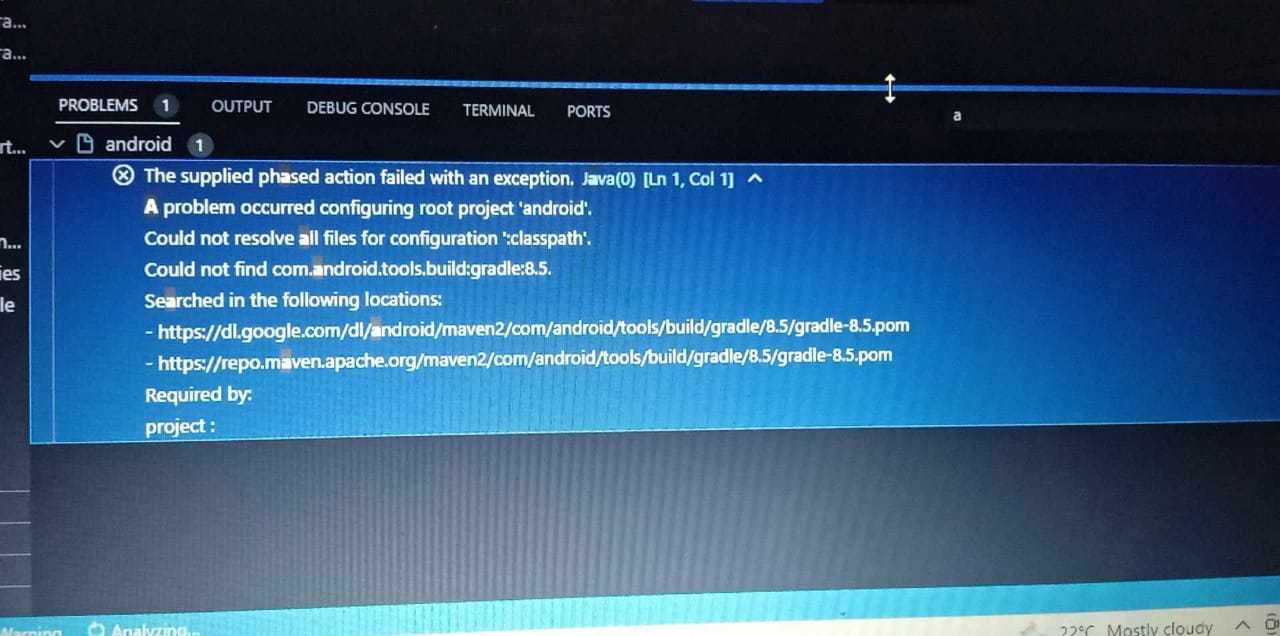 ra...
ra...
PROBLEMS 1 OUTPUT DEBUG CONSOLE TERMINAL PORTS
a
rt...
android 1
The supplied phased action failed with an exception. Java(0) [Ln 1, Col 1]
A problem occurred configuring root project 'android'.
Could not resolve all files for configuration ':classpath'.
n...
Could not find com.android.tools.build:gradle:8.5.
ies
Searched in the following locations:
le
- https://dl.google.com/dl/android/maven2/com/android/tools/build/gradle/8.5/gradle-8.5.pom
- https://repo.maven.apache.org/maven2/com/android/tools/build/gradle/8.5/gradle-8.5.pom
Required by:
project :
Warning Analyzing...
22°C Mostly cloudy